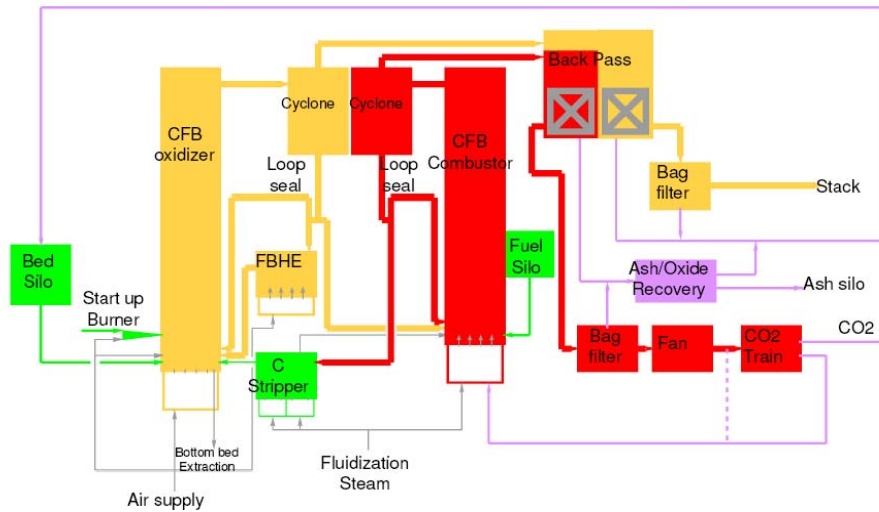 Back Pass
Cyclone
Cyclone
CFB
oxidizer
CFB
Combustor
Loop
seal
Loop
seal
Bag
filter
Stack
Bed
Silo
FBHE
Fuel
Silo
Ash/Oxide
Recovery
Ash silo
Start up
Burner
CO2
Bag
filter
Fan
CO2
Train
C
Stripper
Bottom bed
Extraction
Fluidization
Steam
Air supply